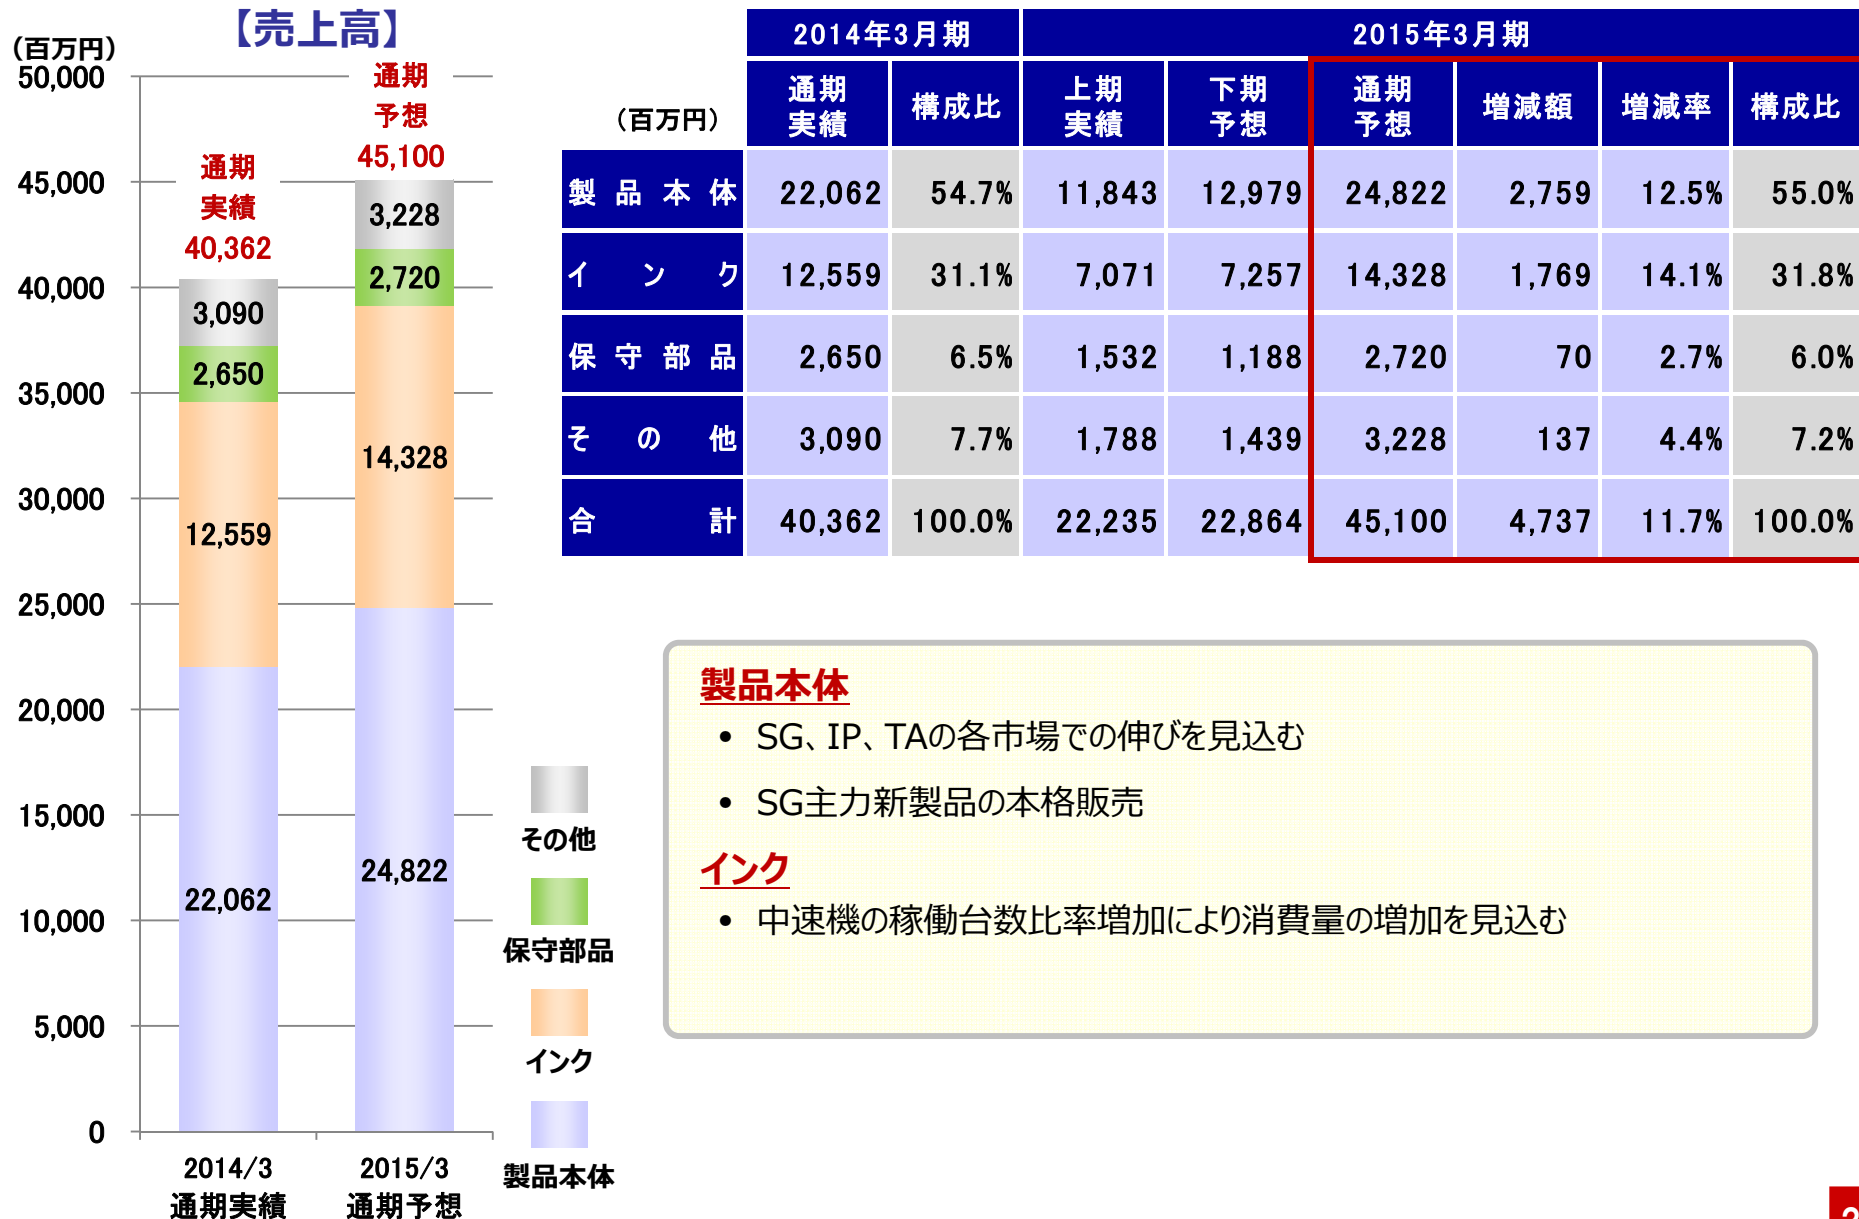 【売上高】
（百万円）
50,000
45,000
40,000
35,000
30,000
25,000
20,000
15,000
10,000
5,000
0
通期
実績
40,362
3,090
2,650
12,559
22,062
通期
予想
45,100
3,228
2,720
14,328
24,822
2014/3
通期実績
2015/3
通期予想
その他
保守部品
インク
製品本体
（百万円） 2014年3月期 2015年3月期
通期実績 構成比 上期実績 下期予想 通期予想 増減額 増減率 構成比
製品本体 22,062 54.7% 11,843 12,979 24,822 2,759 12.5% 55.0%
インク 12,559 31.1% 7,071 7,257 14,328 1,769 14.1% 31.8%
保守部品 2,650 6.5% 1,532 1,188 2,720 70 2.7% 6.0%
その他 3,090 7.7% 1,788 1,439 3,228 137 4.4% 7.2%
合計 40,362 100.0% 22,235 22,864 45,100 4,737 11.7% 100.0%
製品本体
• SG、IP、TAの各市場での伸びを見込む
• SG主力新製品の本格販売
インク
• 中速機の稼働台数比率増加により消費量の増加を見込む